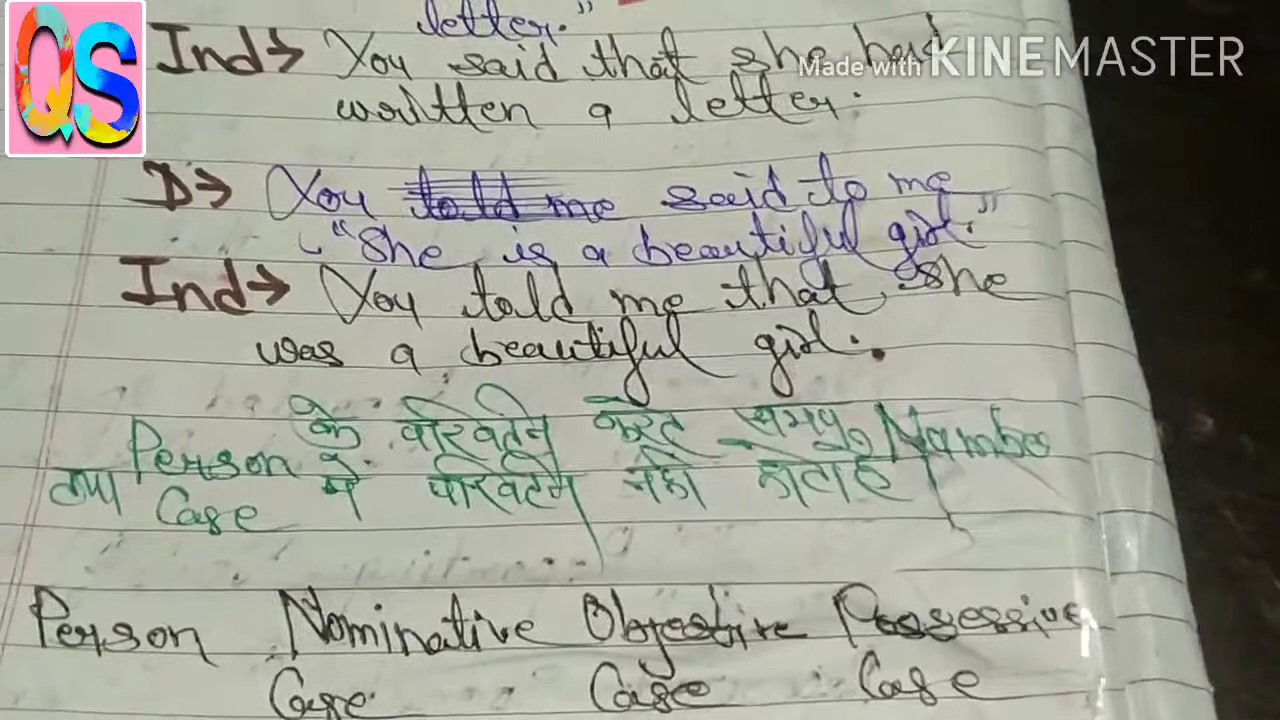 letter."
QS
Ind→ You said that she had
Made with KINEMASTER
written a letter.
D→ You told me said to me
"She is a beautiful girl."
Ind→ You told me that she
was a beautiful girl.
Person के परिवर्तन करते समय Number
तथा Case में परिवर्तन नही होता है
Person Nominative Objective Possessive
Case Case Case